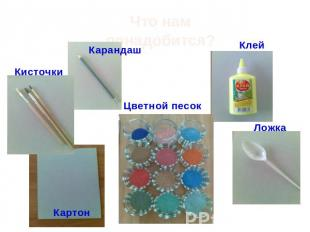 Что нам
понадобится?
Карандаш
Клей
Кисточки
Цветной песок
Ложка
Картон